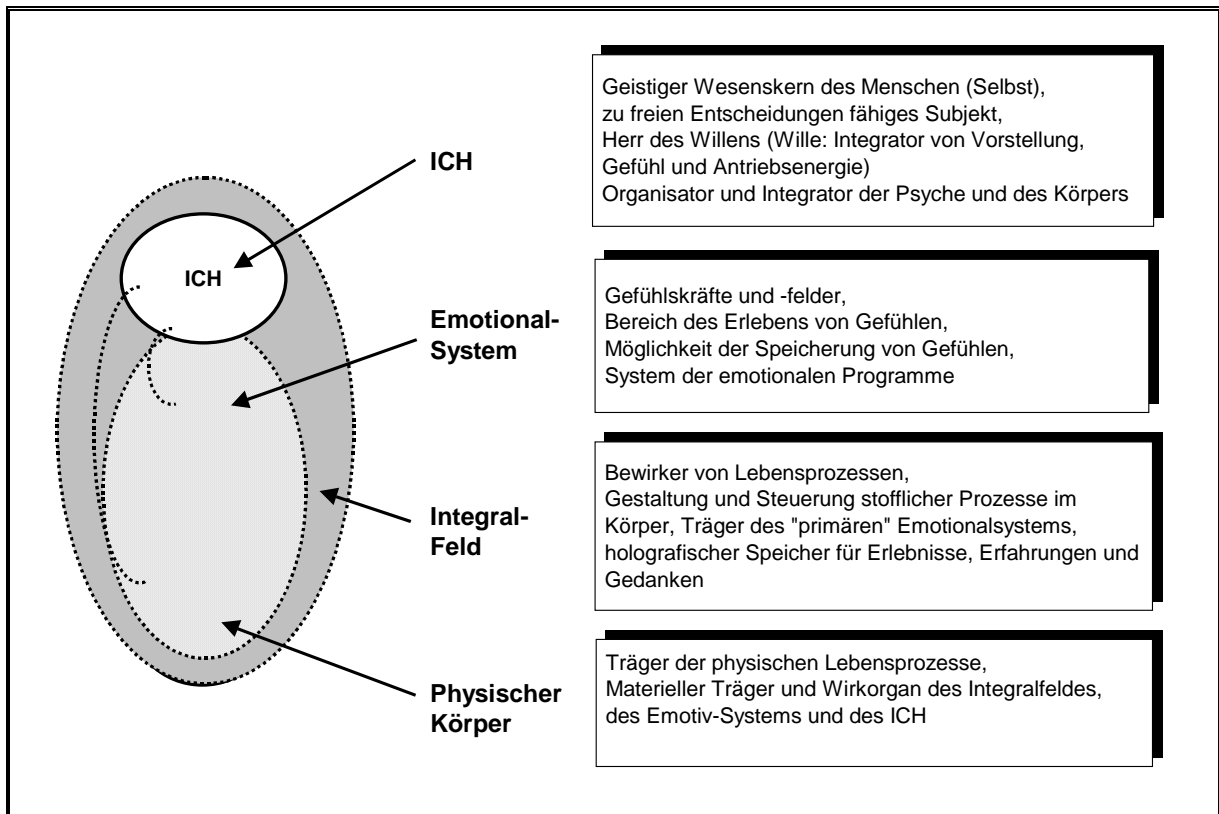 Geistiger Wesenskern des Menschen (Selbst),
zu freien Entscheidungen fähiges Subjekt,
Herr des Willens (Wille: Integrator von Vorstellung,
Gefühl und Antriebsenergie)
Organisator und Integrator der Psyche und des Körpers
ICH
ICH
Gefühlskräfte und -felder,
Bereich des Erlebens von Gefühlen,
Möglichkeit der Speicherung von Gefühlen,
System der emotionalen Programme
Emotional-
System
Bewirker von Lebensprozessen,
Gestaltung und Steuerung stofflicher Prozesse im
Körper, Träger des "primären" Emotionalsystems,
holografischer Speicher für Erlebnisse, Erfahrungen und
Gedanken
Integral-
Feld
Träger der physischen Lebensprozesse,
Materieller Träger und Wirkorgan des Integralfeldes,
des Emotiv-Systems und des ICH
Physischer
Körper